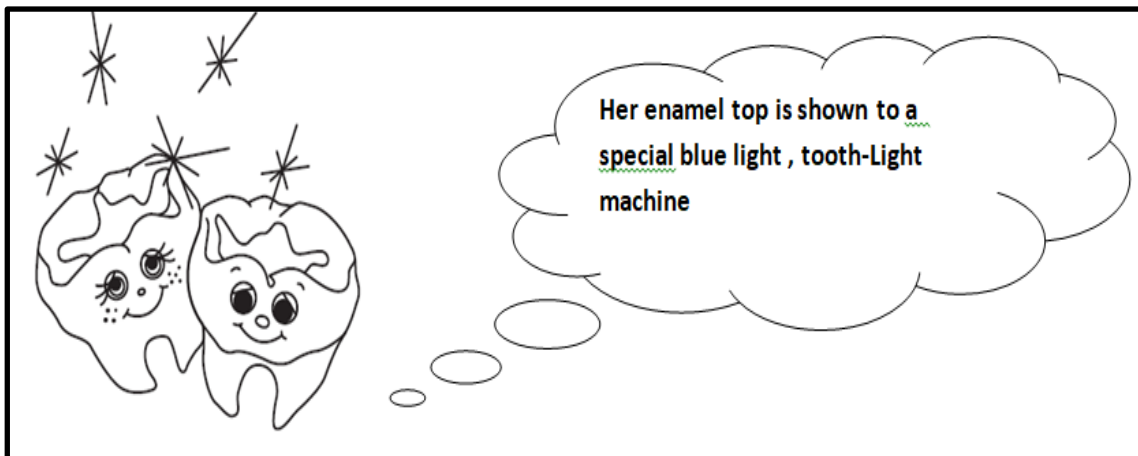 Her enamel top is shown to a
special blue light , tooth-Light
machine